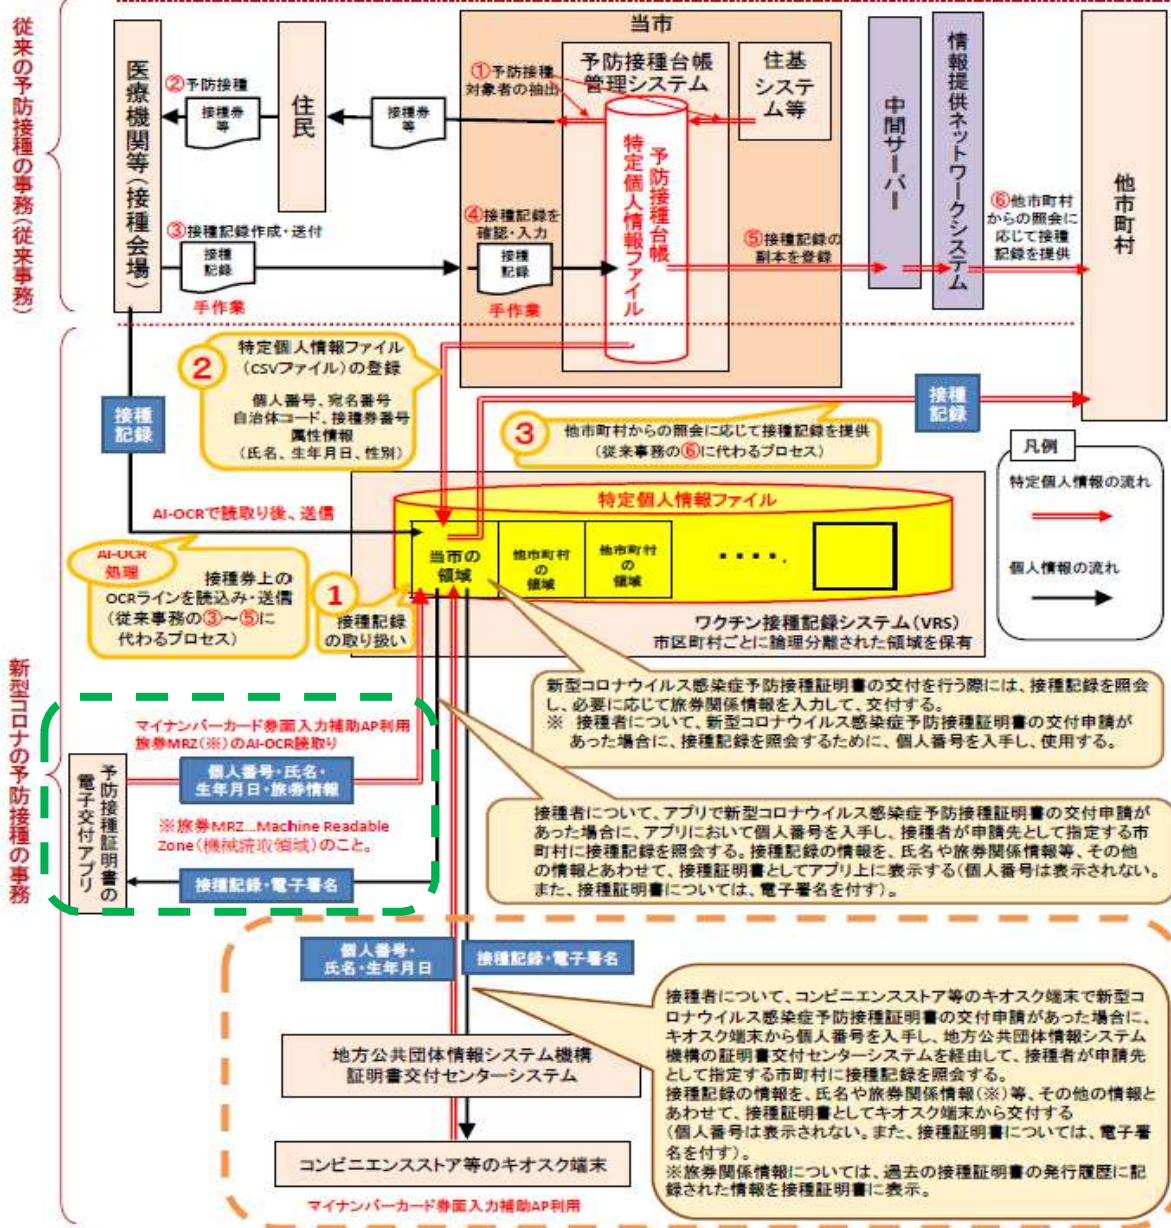 従来の予防接種の事務(従来事務)
医療機関等(接種会場)
②予防接種
接種券
等
住民
接種券
等
当市
①予防接種
対象者の抽出
予防接種台帳
管理システム
住基
システ
ム等
予防接種台帳
特定個人情報ファイル
中間サーバー
情報提供ネットワークシステム
他市町村
③接種記録作成・送付
接種
記録
手作業
④接種記録を
確認・入力
接種
記録
手作業
⑤接種記録の
副本を登録
⑥他市町村
からの照会に
応じて接種
記録を提供
新型コロナの予防接種の事務
接種
記録
②
特定個人情報ファイル
(CSVファイル)の登録
個人番号、宛名番号
自治体コード、接種券番号
属性情報
(氏名、生年月日、性別)
接種
記録
③
他市町村からの照会に応じて接種記録を提供
(従来事務の⑥に代わるプロセス)
凡例
特定個人情報の流れ
個人情報の流れ
AI-OCRで読取り後、送信
特定個人情報ファイル
当市の
領域
他市町村
の
領域
他市町村
の
領域
・・・・.
AI-OCR
処理
接種券上の
OCRラインを読込み・送信
(従来事務の③~⑤に
代わるプロセス)
①
接種記録
の取り扱い
ワクチン接種記録システム(VRS)
市区町村ごとに論理分離された領域を保有
新型コロナウイルス感染症予防接種証明書の交付を行う際には、接種記録を照会
し、必要に応じて旅券関係情報を入力して、交付する。
※ 接種者について、新型コロナウイルス感染症予防接種証明書の交付申請が
あった場合に、接種記録を照会するために、個人番号を入手し、使用する。
マイナンバーカード券面入力補助AP利用
旅券MRZ(※)のAI-OCR読取り
個人番号・氏名・
生年月日・旅券情報
予防接種証明書の
電子交付アプリ
※旅券MRZ…Machine Readable
Zone(機械読取領域)のこと。
接種記録・電子署名
接種者について、アプリで新型コロナウイルス感染症予防接種証明書の交付申請が
あった場合に、アプリにおいて個人番号を入手し、接種者が申請先として指定する市
町村に接種記録を照会する。接種記録の情報を、氏名や旅券関係情報等、その他
の情報とあわせて、接種証明書としてアプリ上に表示する(個人番号は表示されない。
また、接種証明書については、電子署名を付す)。
個人番号・
氏名・生年月日
接種記録・電子署名
地方公共団体情報システム機構
証明書交付センターシステム
コンビニエンスストア等のキオスク端末
マイナンバーカード券面入力補助AP利用
接種者について、コンビニエンスストア等のキオスク端末で新型コ
ロナウイルス感染症予防接種証明書の交付申請があった場合に、
キオスク端末から個人番号を入手し、地方公共団体情報システム
機構の証明書交付センターシステムを経由して、接種者が申請先
として指定する市町村に接種記録を照会する。
接種記録の情報を、氏名や旅券関係情報(※)等、その他の情報と
あわせて、接種証明書としてキオスク端末から交付する
(個人番号は表示されない。また、接種証明書については、電子署
名を付す)。
※旅券関係情報については、過去の接種証明書の発行履歴に記
録された情報を接種証明書に表示。